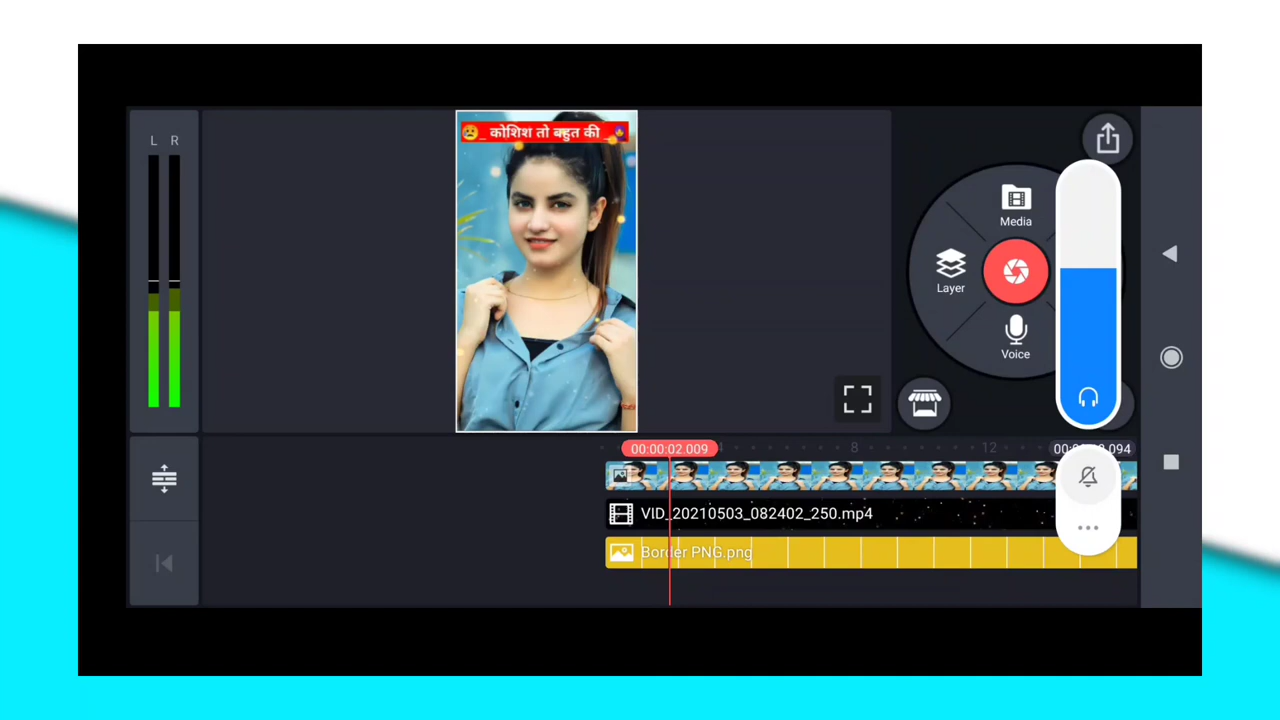 L R
_ कोशिश तो बहुत की _
Media
Layer
Voice
00:00:02.009 8 12
VID_20210503_082402_250.mp4
Border PNG.png